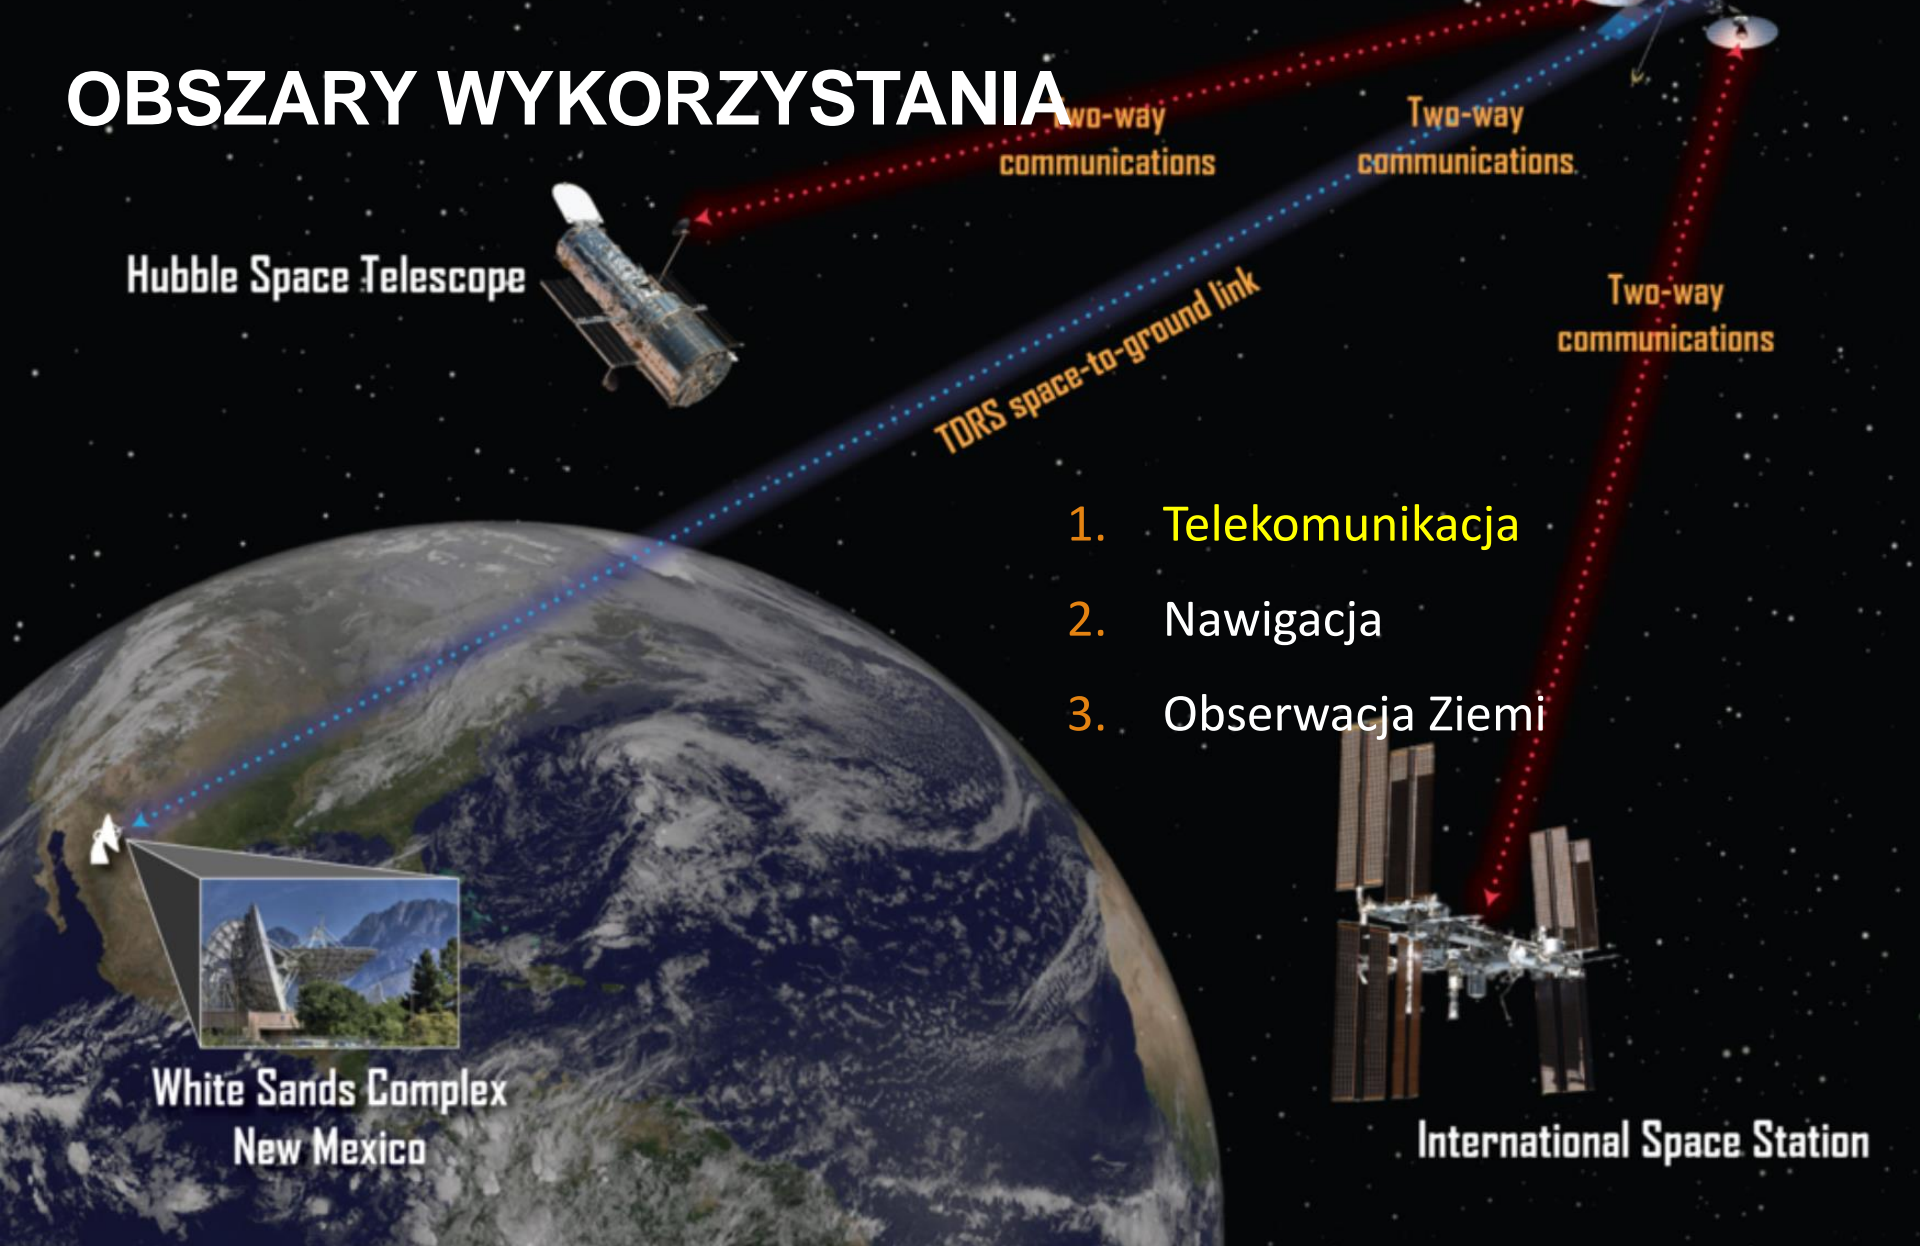 OBSZARY WYKORZYSTANIA
Two-way
communications
Two-way
communications
Hubble Space Telescope
Two-way
communications
TDRS space-to-ground link
1. Telekomunikacja
2. Nawigacja
3. Obserwacja Ziemi
White Sands Complex
New Mexico
International Space Station